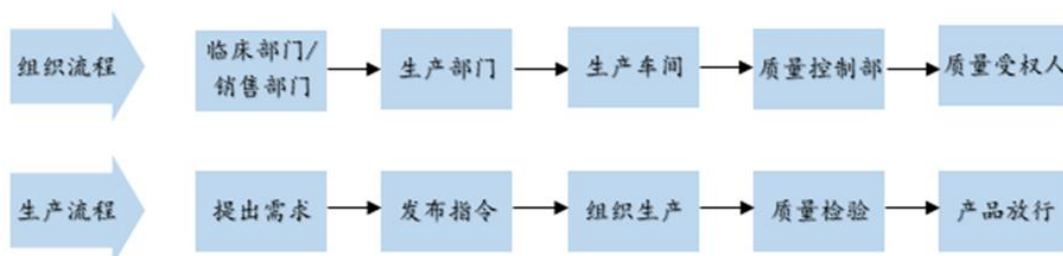 组织流程
临床部门/
销售部门
生产部门
生产车间
质量控制部
质量受权人
生产流程
提出需求
发布指令
组织生产
质量检验
产品放行